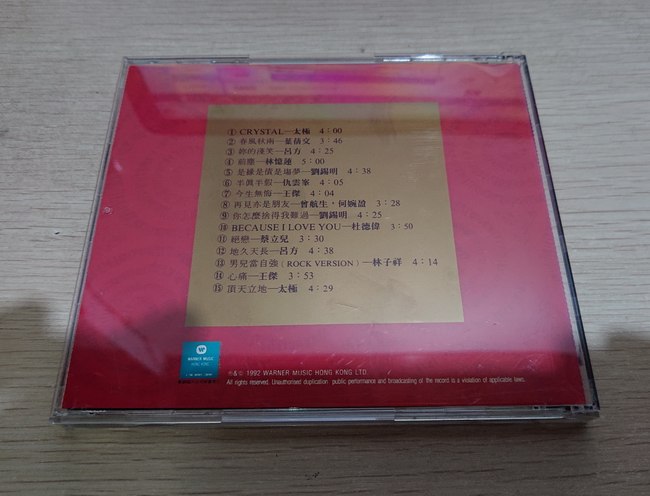 ① CRYSTAL—太極 4：00
② 春風秋雨—葉蒨文 3：46
③ 妳的淺笑—呂方 4：25
④ 前塵—林憶蓮 5：00
⑤ 是緣是債是場夢—劉錫明 4：38
⑥ 半眞半假—仇雲峯 4：05
⑦ 今生無悔—王傑 4：04
⑧ 再見亦是朋友—曾航生，何婉盈 3：28
⑨ 你怎麼捨得我難過—劉錫明 4：25
⑩ BECAUSE I LOVE YOU—杜德偉 3：50
⑪ 絕戀—蔡立兒 3：30
⑫ 地久天長—呂方 4：38
⑬ 男兒當自強（ROCK VERSION）—林子祥 4：14
⑭ 心痛—王傑 3：53
⑮ 頂天立地—太極 4：29
WARNER MUSIC
HONG KONG
℗&© 1992 WARNER MUSIC HONG KONG LTD.
All rights reserved. Unauthorised duplication, public performance and broadcasting of the record is a violation of applicable laws.